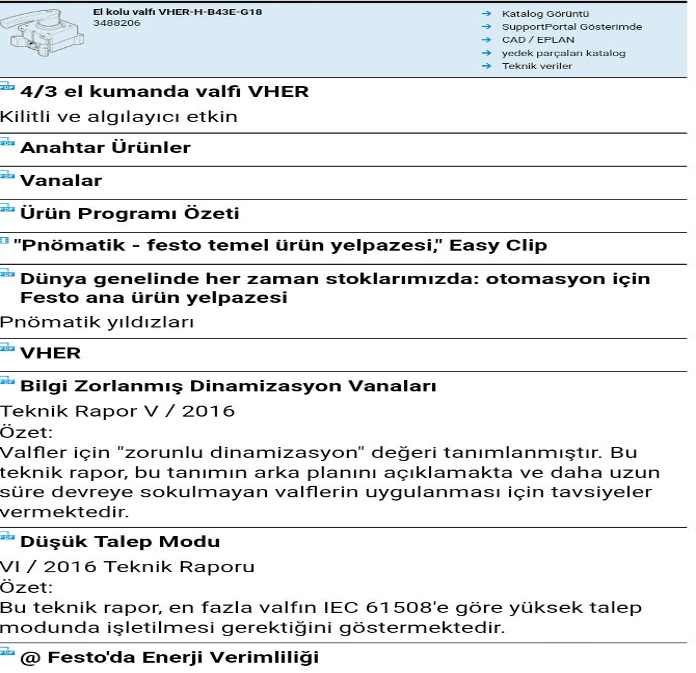 El kolu valfı VHER-H-B43E-G18
3488206
Katalog Görüntü
SupportPortal Gösterimde
CAD / EPLAN
yedek parçaları katalog
Teknik veriler
4/3 el kumanda valfı VHER
Kilitli ve algılayıcı etkin
Anahtar Ürünler
Vanalar
Ürün Programı Özeti
"Pnömatik - festo temel ürün yelpazesi," Easy Clip
Dünya genelinde her zaman stoklarımızda: otomasyon için
Festo ana ürün yelpazesi
Pnömatik yıldızları
VHER
Bilgi Zorlanmış Dinamizasyon Vanaları
Teknik Rapor V / 2016
Özet:
Valfler için "zorunlu dinamizasyon" değeri tanımlanmıştır. Bu
teknik rapor, bu tanımın arka planını açıklamakta ve daha uzun
süre devreye sokulmayan valflerin uygulanması için tavsiyeler
vermektedir.
Düşük Talep Modu
VI / 2016 Teknik Raporu
Özet:
Bu teknik rapor, en fazla valfın IEC 61508'e göre yüksek talep
modunda işletilmesi gerektiğini göstermektedir.
@ Festo'da Enerji Verimliliği